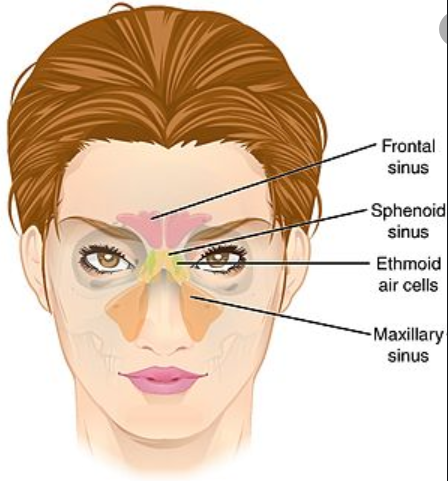 Frontal
sinus
Sphenoid
sinus
Ethmoid
air cells
Maxillary
sinus